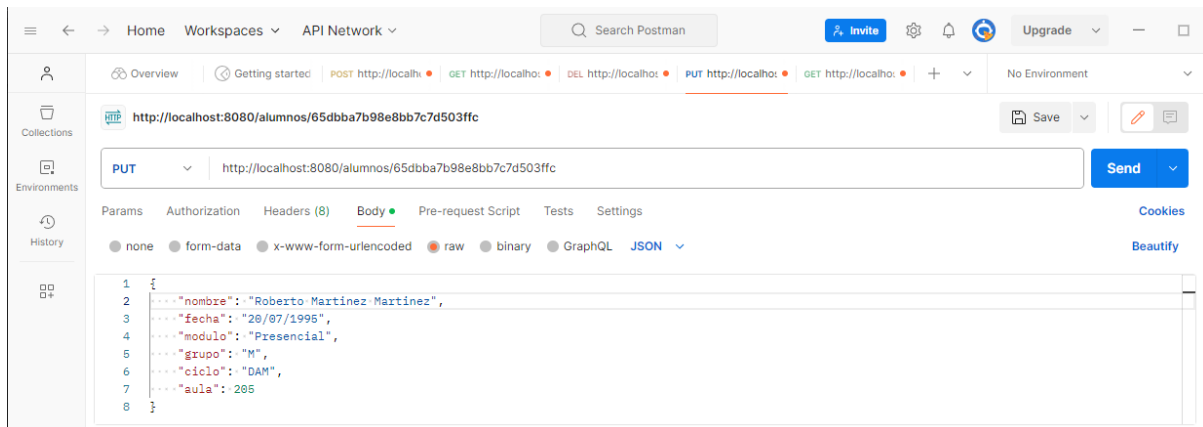 Home Workspaces API Network Search Postman Invite Upgrade
Overview Getting started POST http://localh GET http://localhos DEL http://localhos PUT http://localhos GET http://localhos No Environment
HTTP http://localhost:8080/alumnos/65dbba7b98e8bb7c7d503ffc Save
Collections
PUT http://localhost:8080/alumnos/65dbba7b98e8bb7c7d503ffc Send
Environments
Params Authorization Headers (8) Body Pre-request Script Tests Settings Cookies
History
none form-data x-www-form-urlencoded raw binary GraphQL JSON Beautify
1 {
2 "nombre": "Roberto Martinez Martinez",
3 "fecha": "20/07/1995",
4 "modulo": "Presencial",
5 "grupo": "M",
6 "ciclo": "DAM",
7 "aula": 205
8 }